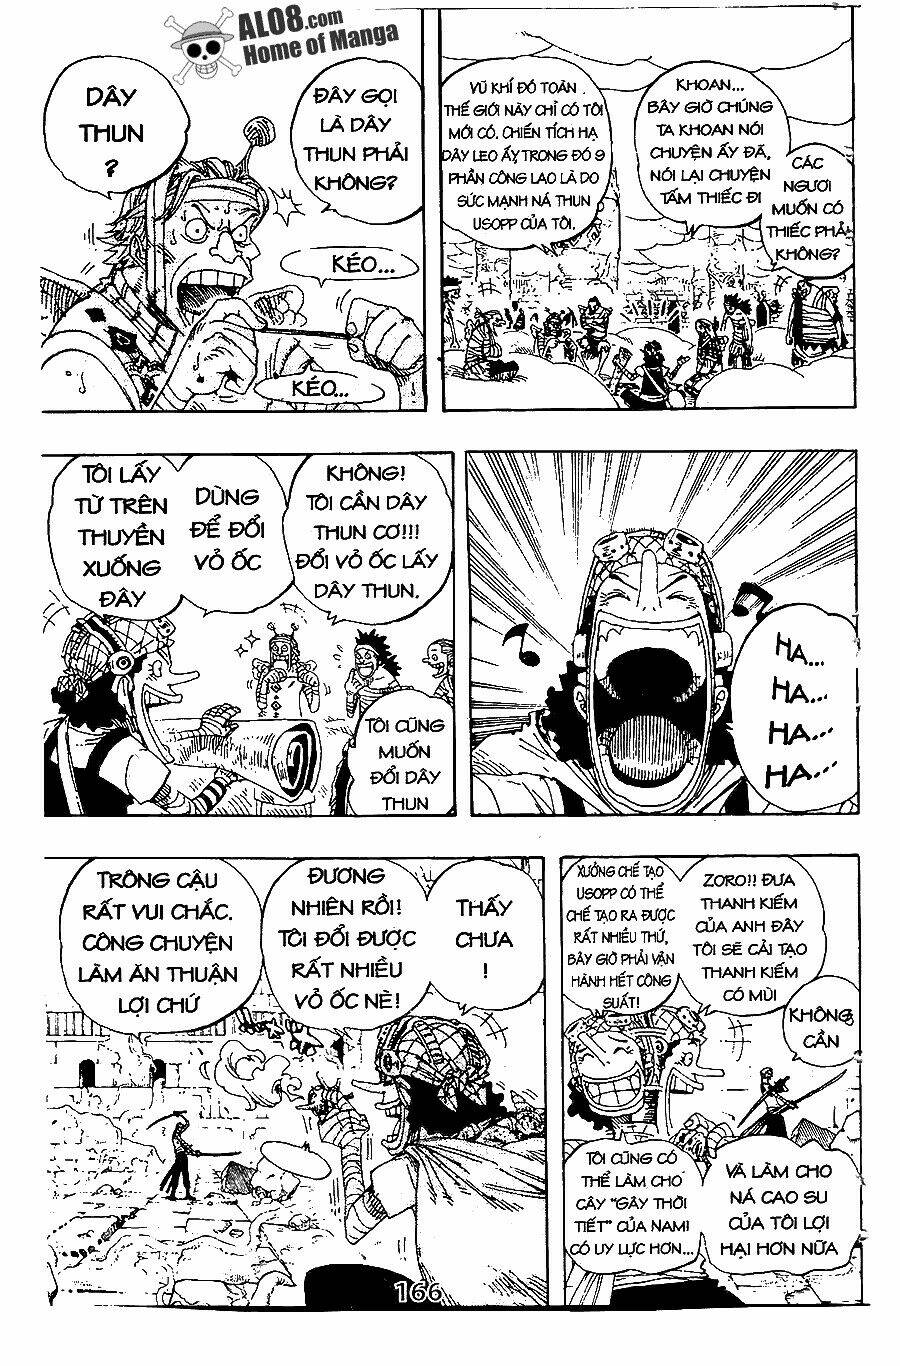 AL08.com
Home of Manga
CÁC
NGƯƠI
MUỐN CÓ
THIẾC PHẢI
KHÔNG?
KHOAN...
BÂY GIỜ CHÚNG
TA KHOAN NÓI
CHUYỆN ẤY ĐÃ,
NÓI LẠI CHUYỆN
TẤM THIẾC ĐI
VŨ KHÍ ĐÓ TOÀN
THẾ GIỚI NÀY CHỈ CÓ TÔI
MỚI CÓ. CHIẾN TÍCH HẠ
DÂY LEO ẤY, TRONG ĐÓ 9
PHẦN CÔNG LAO LÀ DO
SỨC MẠNH NÁ THUN
USOPP CỦA TÔI.
ĐÂY GỌI
LÀ DÂY
THUN PHẢI
KHÔNG?
DÂY
THUN
?
KÉO...
KÉO...
HA...
HA...
HA...
HA...
KHÔNG!
TÔI CẦN DÂY
THUN CƠ!!!
ĐỔI VỎ ỐC LẤY
DÂY THUN.
DÙNG
ĐỂ ĐỔI
VỎ ỐC
TÔI LẤY
TỪ TRÊN
THUYỀN
XUỐNG
ĐÂY
TÔI CŨNG
MUỐN
ĐỔI DÂY
THUN
ZORO!! ĐƯA
THANH KIẾM
CỦA ANH ĐÂY
TÔI SẼ CẢI TẠO
THANH KIẾM
CÓ MÙI
XƯỞNG CHẾ TẠO
USOPP CÓ THỂ
CHẾ TẠO RA ĐƯỢC
RẤT NHIỀU THỨ,
BÂY GIỜ PHẢI VẬN
HÀNH HẾT CÔNG
SUẤT!
KHÔNG
CẦN
VÀ LÀM CHO
NÁ CAO SU
CỦA TÔI LỢI
HẠI HƠN NỮA
TÔI CŨNG CÓ
THỂ LÀM CHO
CÂY "GẬY THỜI
TIẾT" CỦA NAMI
CÓ UY LỰC HƠN...
THẤY
CHƯA
!
ĐƯƠNG
NHIÊN RỒI!
TÔI ĐỔI ĐƯỢC
RẤT NHIỀU
VỎ ỐC NÈ!
TRÔNG CẬU
RẤT VUI CHẮC.
CÔNG CHUYỆN
LÀM ĂN THUẬN
LỢI CHỨ
166